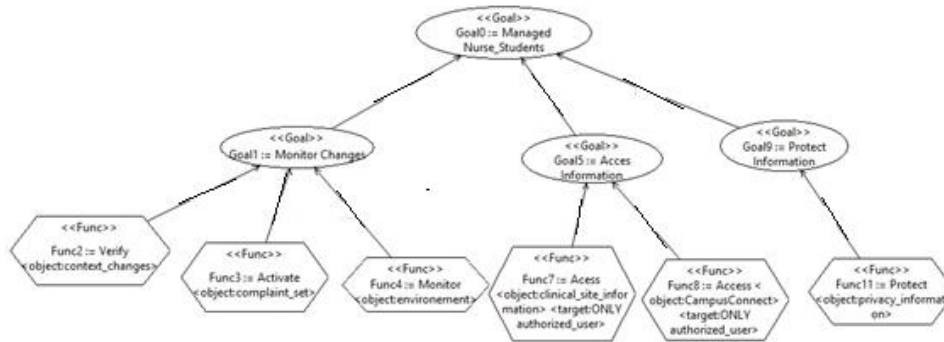 <<Goal>>
Goal0 := Managed
Nurse_Students
<<Goal>>
Goal1 := Monitor Changes
<<Goal>>
Goal5 := Acces
Information
<<Goal>>
Goal9 := Protect
Information
<<Func>>
Func2 := Verify
<object:context_changes>
<<Func>>
Func3 := Activate
<object:complaint_set>
<<Func>>
Func4 := Monitor
<object:environement>
<<Func>>
Func7 := Acess
<object:clinical_site_infor
mation> <target:ONLY
authorized_user>
<<Func>>
Func8 := Access <
object:CampusConnect>
<target:ONLY
authorized_user>
<<Func>>
Func11 := Protect
<object:privacy_informati
on>